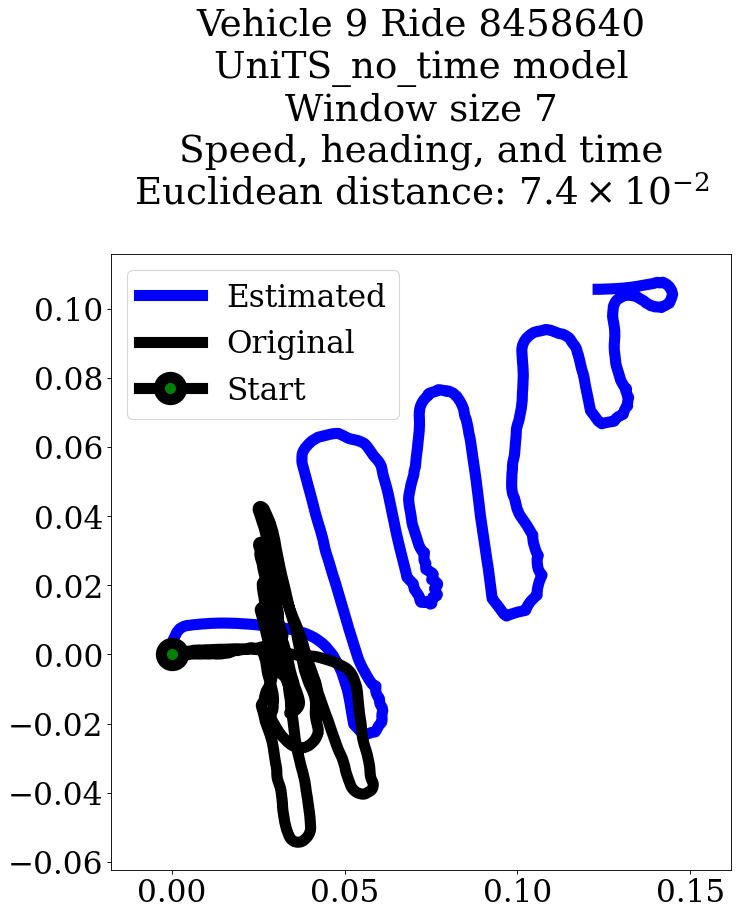 Vehicle 9 Ride 8458640
UniTS_no_time model
Window size 7
Speed, heading, and time
Euclidean distance: 7.4 × 10⁻²
Estimated
Original
Start
0.10
0.08
0.06
0.04
0.02
0.00
−0.02
−0.04
−0.06
0.00 0.05 0.10 0.15